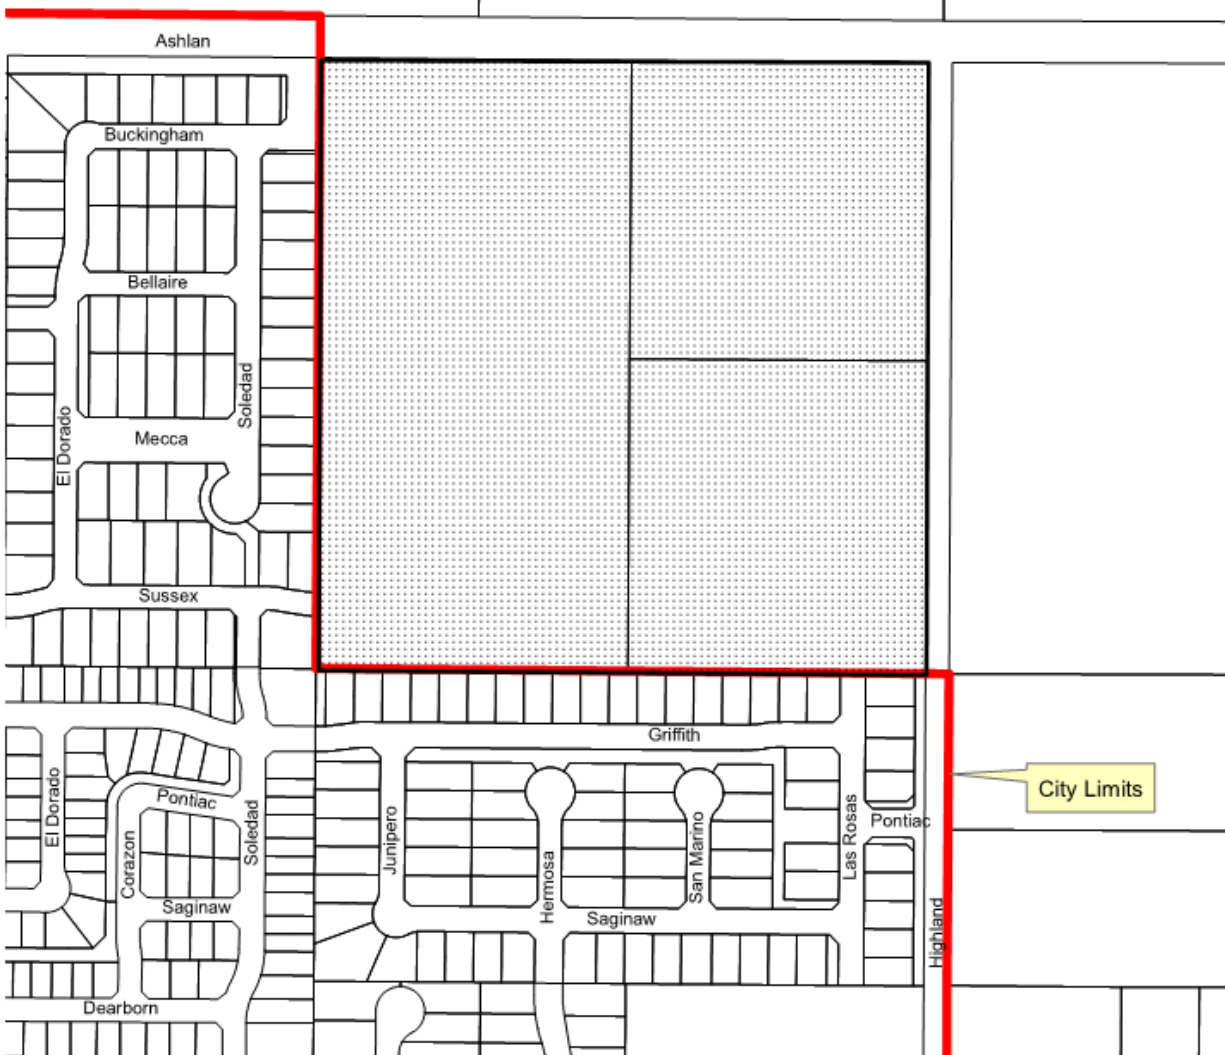 Ashlan
Buckingham
Bellaire
Soledad
El Dorado
Mecca
Sussex
Griffith
City Limits
El Dorado
Pontiac
Soledad
Junipero
Hermosa
San Marino
Las Rosas
Pontiac
Corazon
Saginaw
Saginaw
Highland
Dearborn